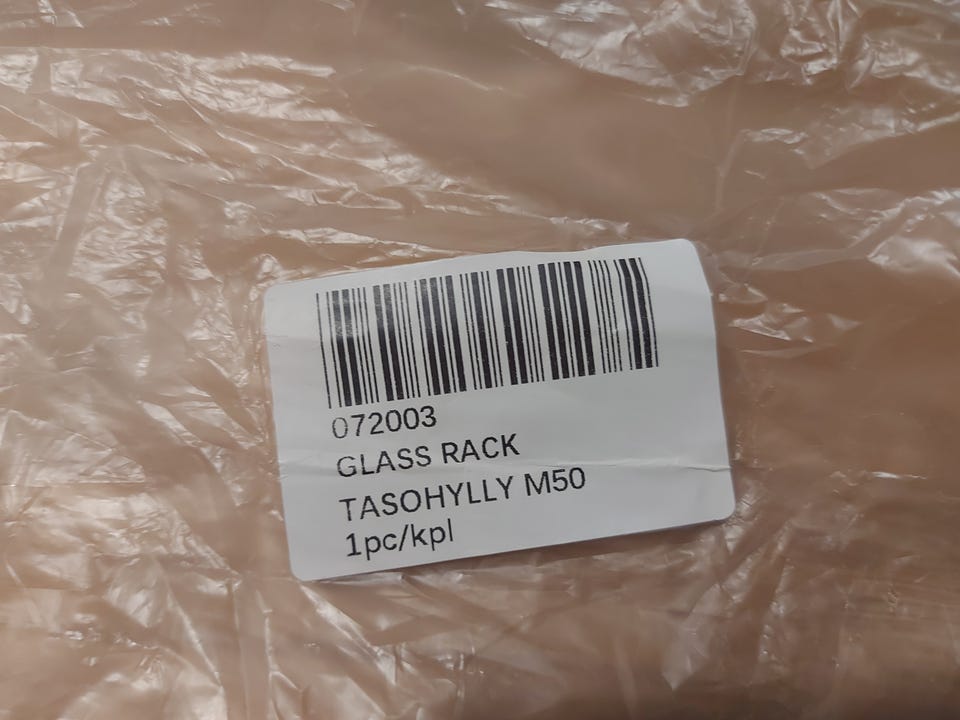 072003
GLASS RACK
TASOHYLLY M50
1pc/kpl